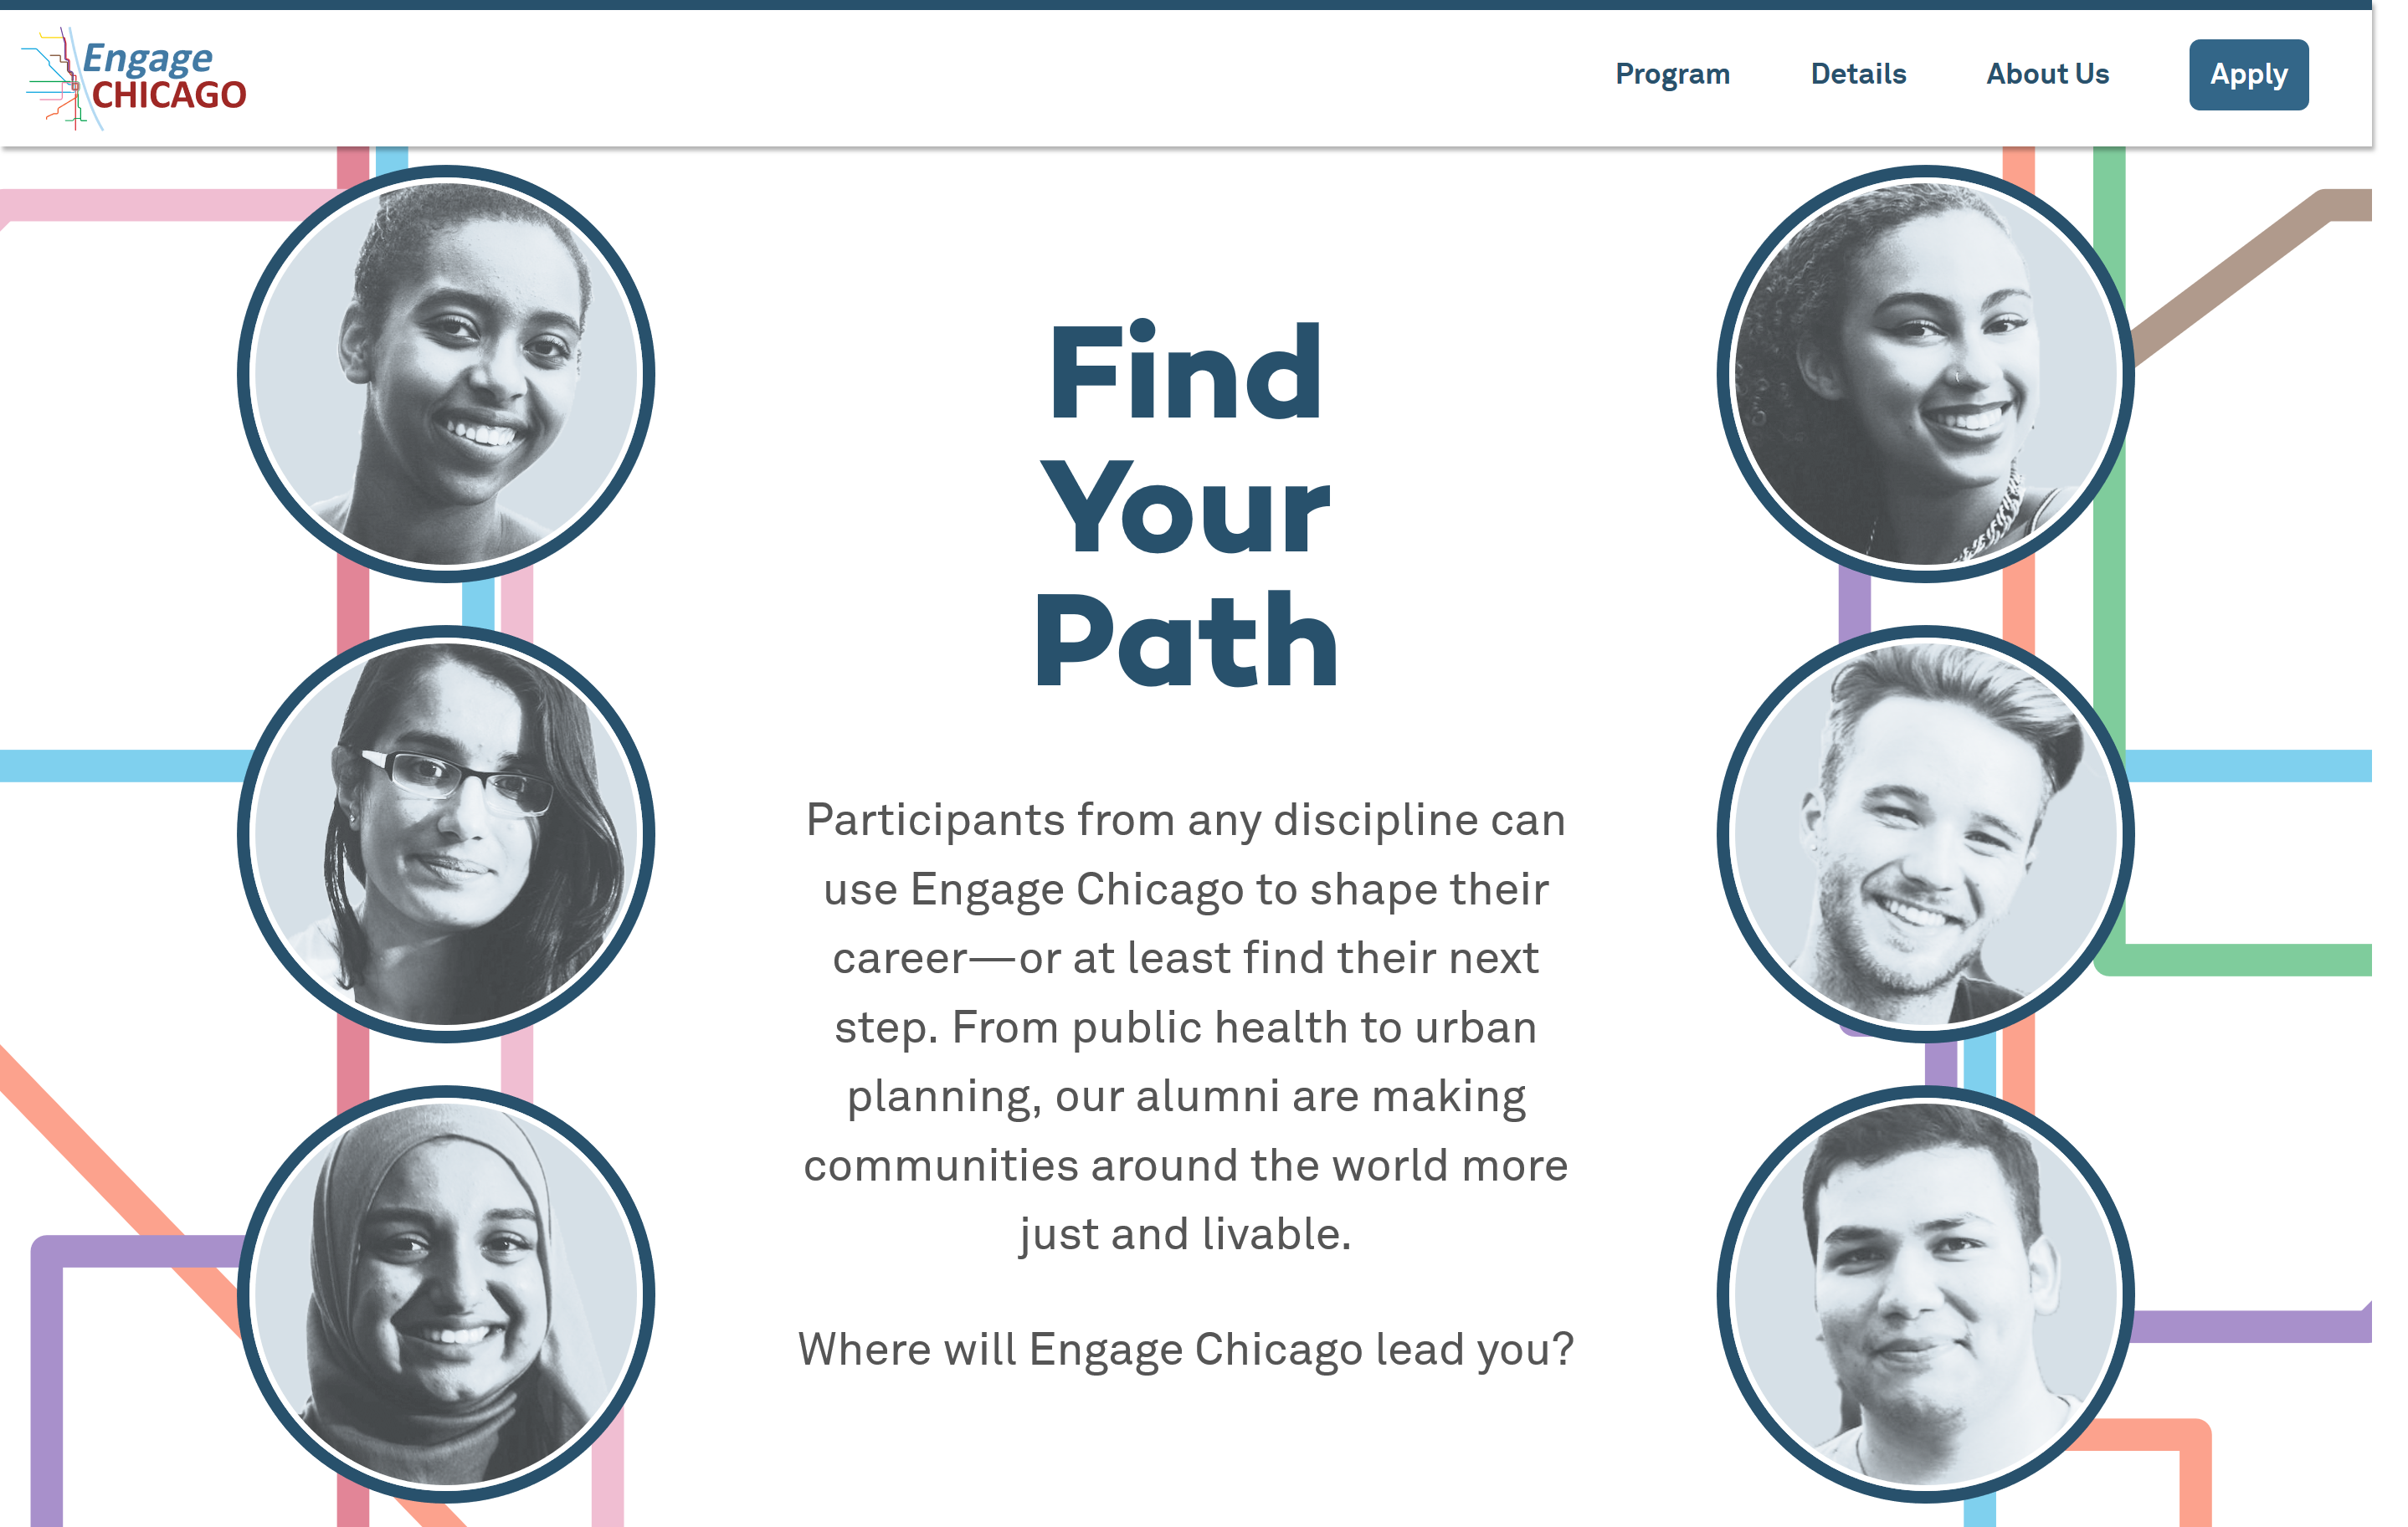 Engage
CHICAGO
Program
Details
About Us
Apply
Find
Your
Path
Participants from any discipline can
use Engage Chicago to shape their
career—or at least find their next
step. From public health to urban
planning, our alumni are making
communities around the world more
just and livable.
Where will Engage Chicago lead you?